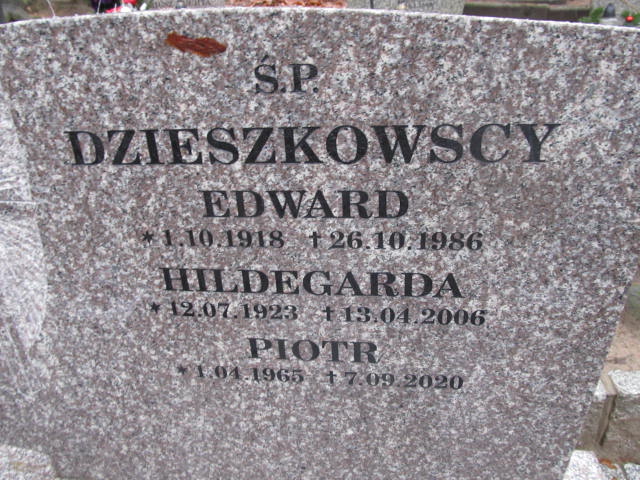 Ś.P.
DZIESZKOWSCY
EDWARD
* 1.10.1918 † 26.10.1986
HILDEGARDA
* 12.07.1923 † 13.04.2006
PIOTR
* 1.04.1965 † 7.09.2020